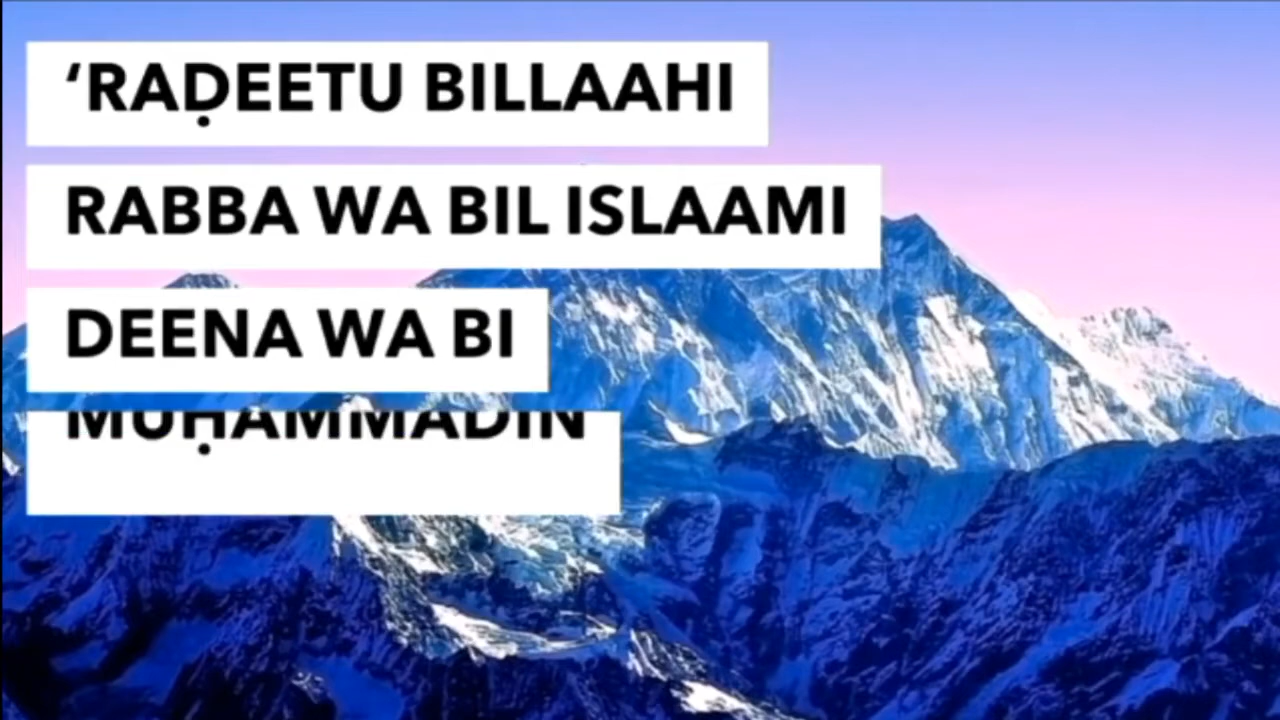 ‘RAḌEETU BILLAAHI
RABBA WA BIL ISLAAMI
DEENA WA BI
MUḤAMMADIN